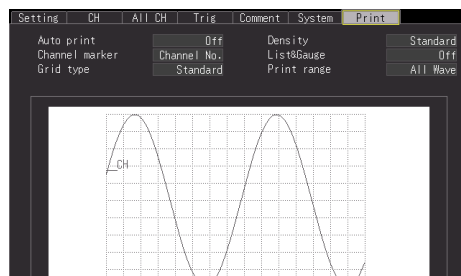 Setting CH All CH Trig Comment System Print
Auto print Off Density Standard
Channel marker Channel No. List&Gauge Off
Grid type Standard Print range All Wave
CH